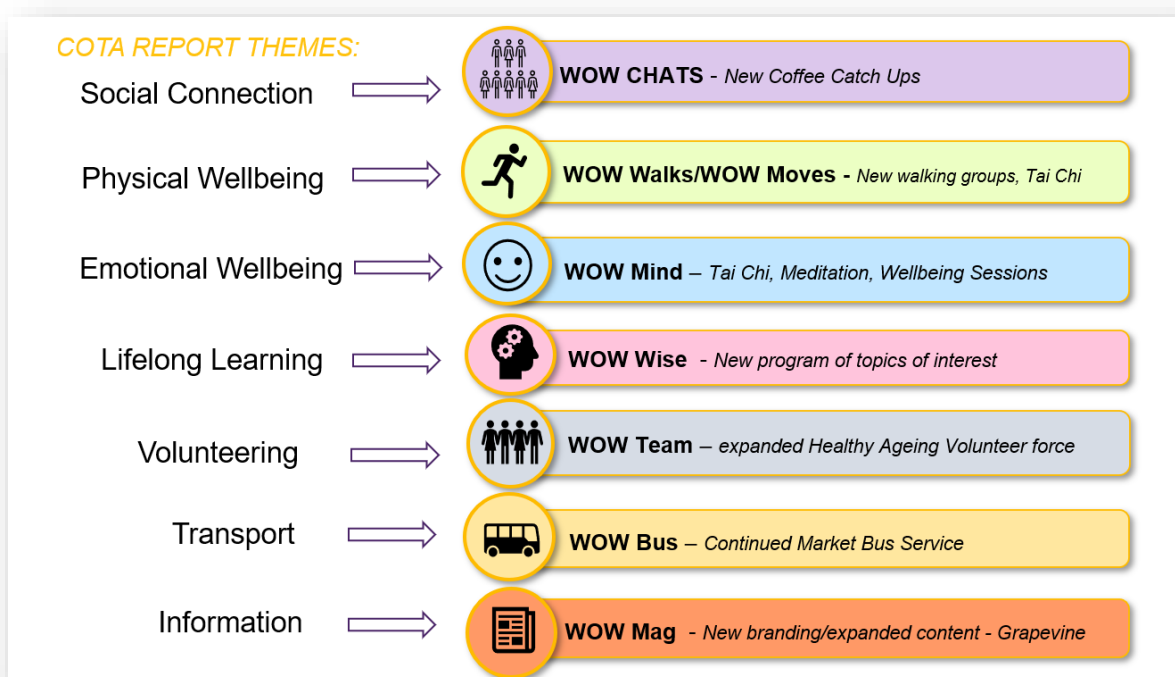 COTA REPORT THEMES:
Social Connection
WOW CHATS - New Coffee Catch Ups
Physical Wellbeing
WOW Walks/WOW Moves - New walking groups, Tai Chi
Emotional Wellbeing
WOW Mind – Tai Chi, Meditation, Wellbeing Sessions
Lifelong Learning
WOW Wise - New program of topics of interest
Volunteering
WOW Team – expanded Healthy Ageing Volunteer force
Transport
WOW Bus – Continued Market Bus Service
Information
WOW Mag - New branding/expanded content - Grapevine